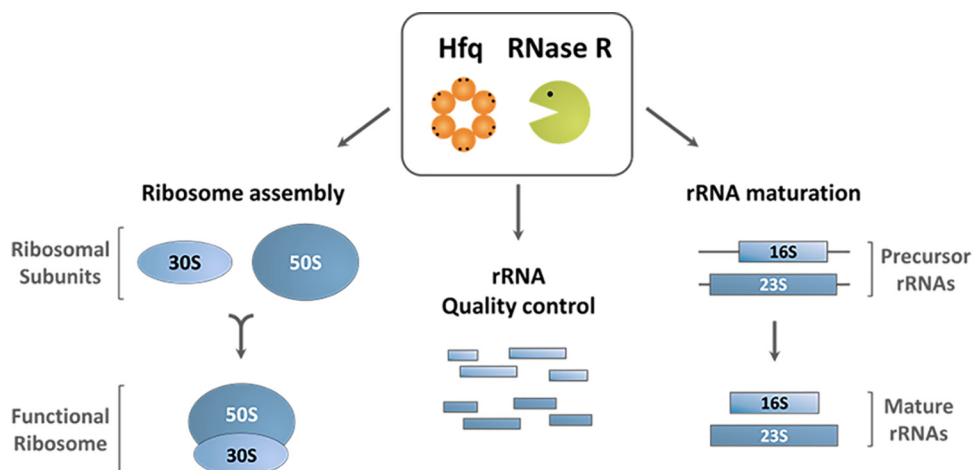 Hfq RNase R
Ribosome assembly
rRNA maturation
Ribosomal
Subunits
30S
50S
16S
23S
Precursor
rRNAs
rRNA
Quality control
Functional
Ribosome
50S
30S
16S
23S
Mature
rRNAs